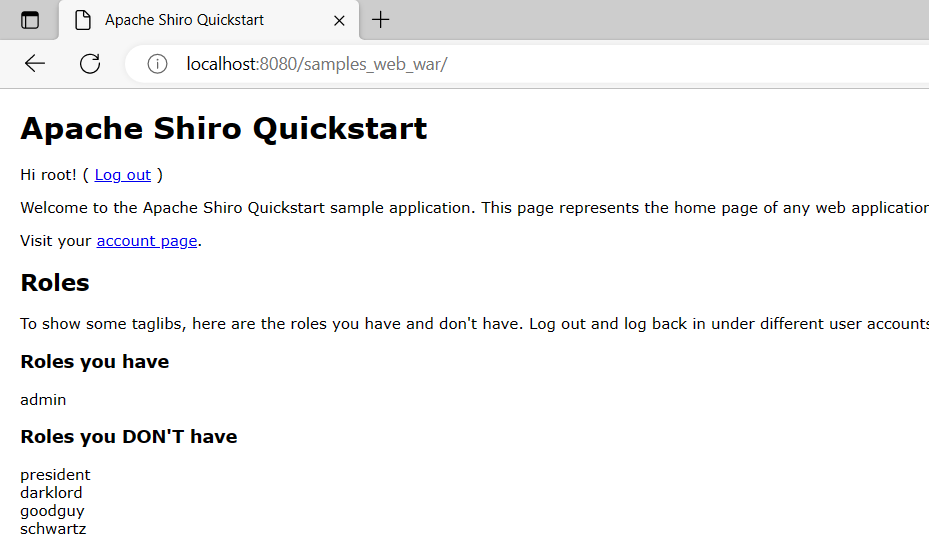 Apache Shiro Quickstart
localhost:8080/samples_web_war/
Apache Shiro Quickstart
Hi root! ( Log out )
Welcome to the Apache Shiro Quickstart sample application. This page represents the home page of any web application
Visit your account page.
Roles
To show some taglibs, here are the roles you have and don't have. Log out and log back in under different user accounts
Roles you have
admin
Roles you DON'T have
president
darklord
goodguy
schwartz